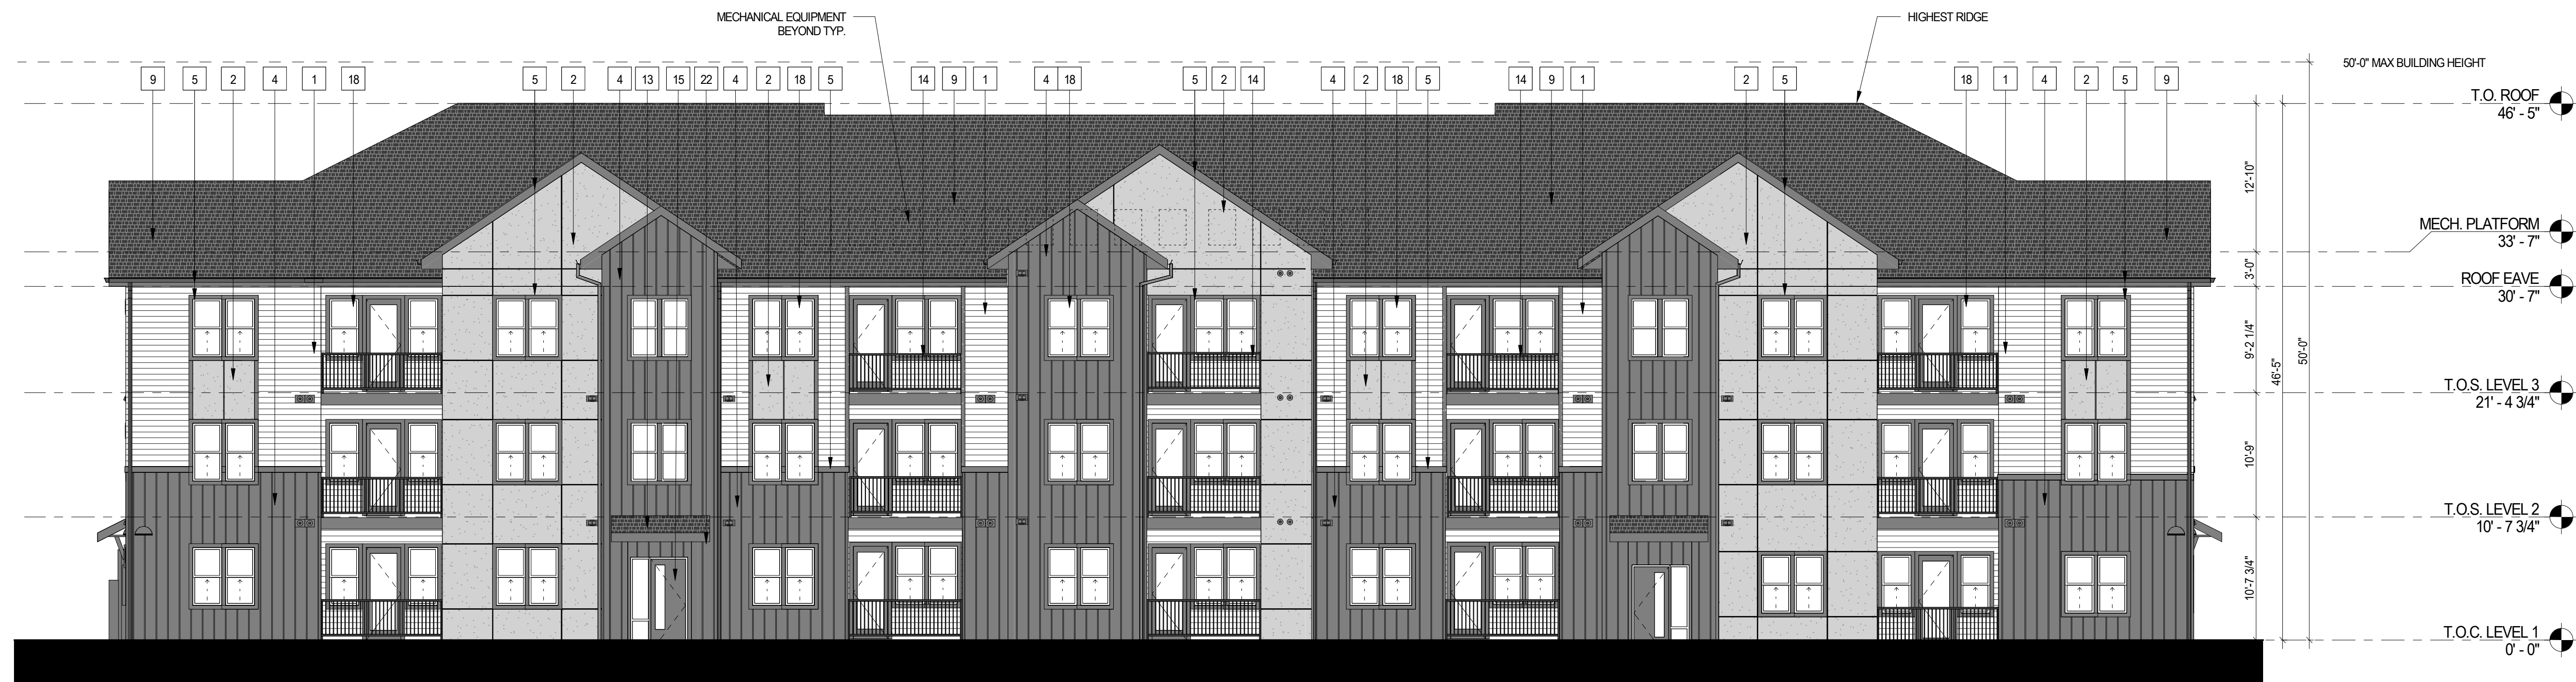 MECHANICAL EQUIPMENT
BEYOND TYP.
HIGHEST RIDGE
50'-0" MAX BUILDING HEIGHT
9 5 2 4 1 18 5 2 4 13 15 22 4 2 18 5 14 9 1 4 18 5 2 14 4 2 18 5 14 9 1 2 5 18 1 4 2 5 9
T.O. ROOF
46' - 5"
12'-10"
MECH. PLATFORM
33' - 7"
3'-0"
ROOF EAVE
30' - 7"
9'-2 1/4"
46'-5"
50'-0"
T.O.S. LEVEL 3
21' - 4 3/4"
10'-9"
T.O.S. LEVEL 2
10' - 7 3/4"
10'-7 3/4"
T.O.C. LEVEL 1
0' - 0"